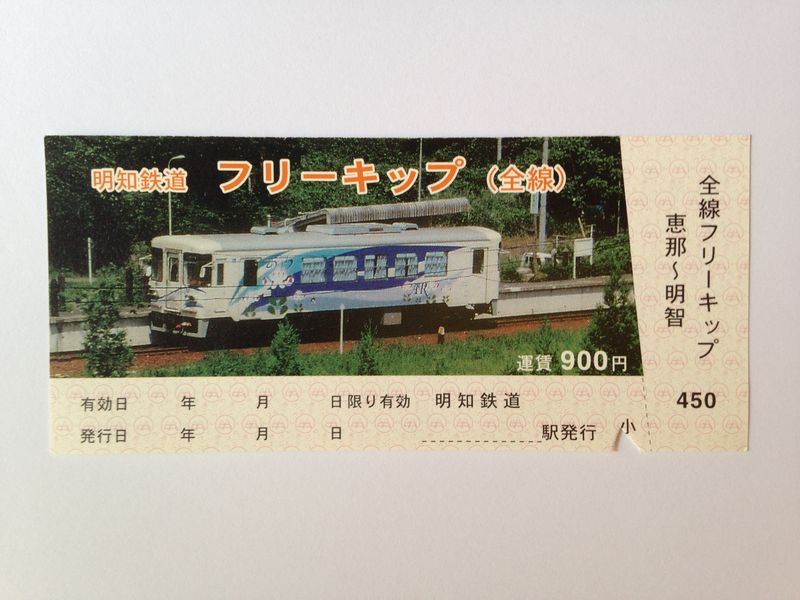 明知鉄道 フリーキップ（全線）
運賃 900円
有効日 年 月 日限り有効 明知鉄道
発行日 年 月 日 駅発行 小
全線フリーキップ
恵那～明智
450